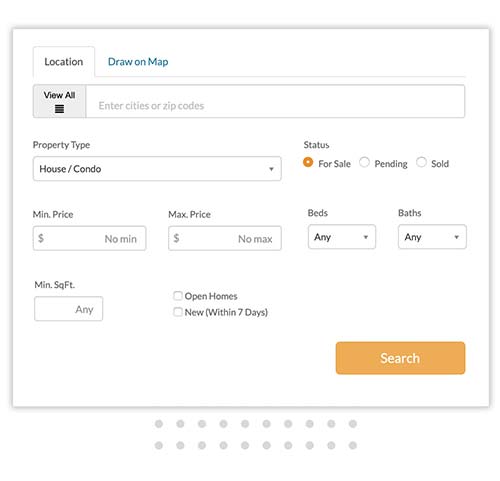 Location Draw on Map
View All Enter cities or zip codes
Property Type Status
House / Condo For Sale Pending Sold
Min. Price Max. Price Beds Baths
$ No min $ No max Any Any
Min. SqFt.
Any
Open Homes
New (Within 7 Days)
Search